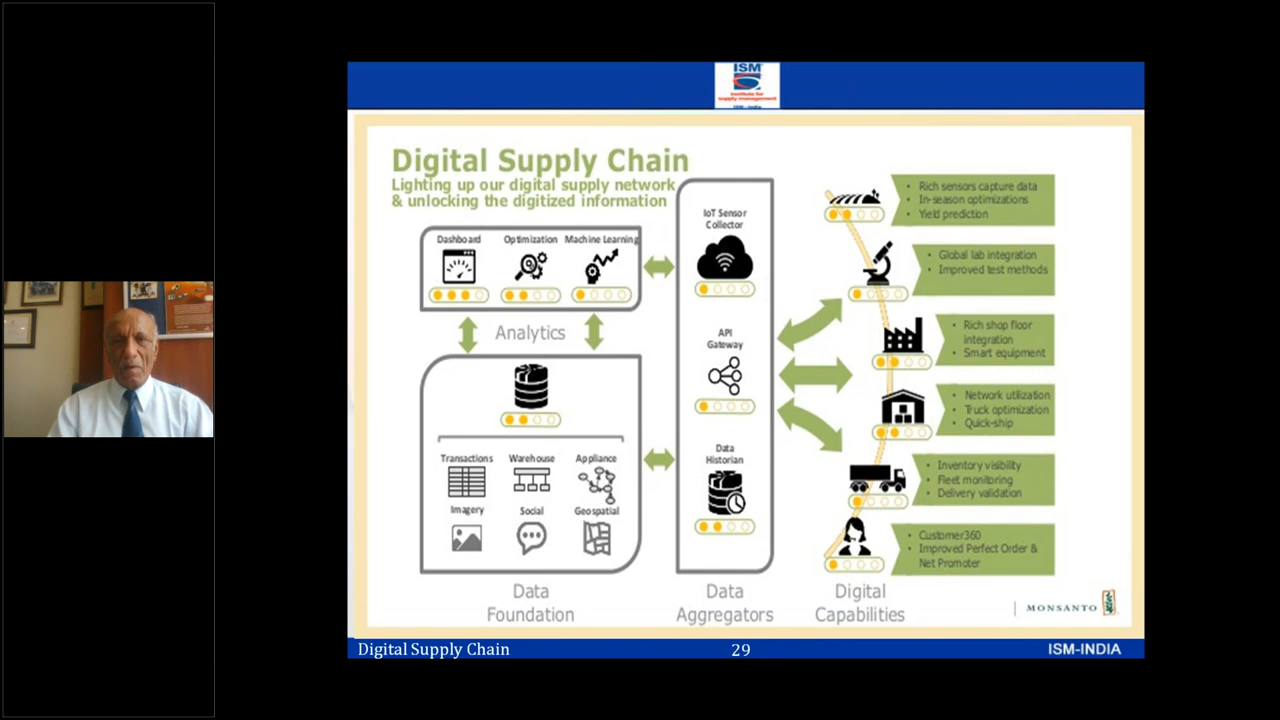 ISM
institute for
supply management
ISM-India
Digital Supply Chain
Lighting up our digital supply network
& unlocking the digitized information
Dashboard
Optimization
Machine Learning
Analytics
Transactions
Warehouse
Appliance
Imagery
Social
Geospatial
Data
Foundation
IoT Sensor
Collector
API
Gateway
Data
Historian
Data
Aggregators
• Rich sensors capture data
• In-season optimizations
• Yield prediction
• Global lab integration
• Improved test methods
• Rich shop floor
integration
• Smart equipment
• Network utilization
• Truck optimization
• Quick-ship
• Inventory visibility
• Fleet monitoring
• Delivery validation
• Customer360
• Improved Perfect Order &
Net Promoter
Digital
Capabilities
MONSANTO
Digital Supply Chain
29
ISM-INDIA